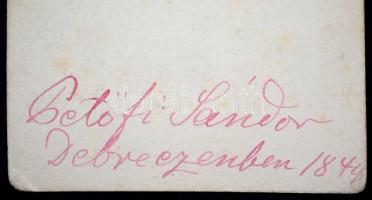 Petőfi Sándor
Debreczenben 184